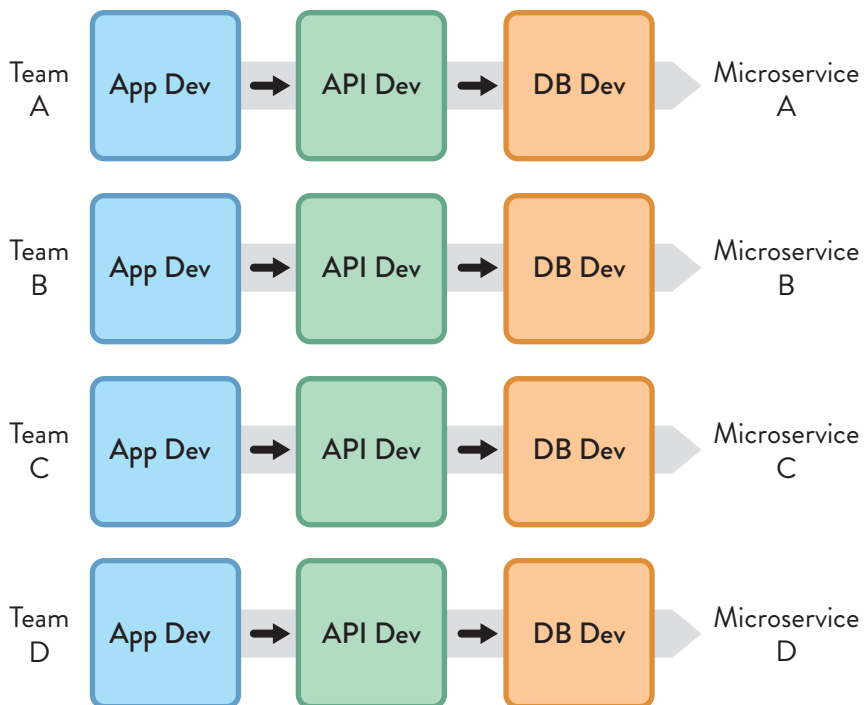 Team
A
App Dev
API Dev
DB Dev
Microservice
A
Team
B
App Dev
API Dev
DB Dev
Microservice
B
Team
C
App Dev
API Dev
DB Dev
Microservice
C
Team
D
App Dev
API Dev
DB Dev
Microservice
D